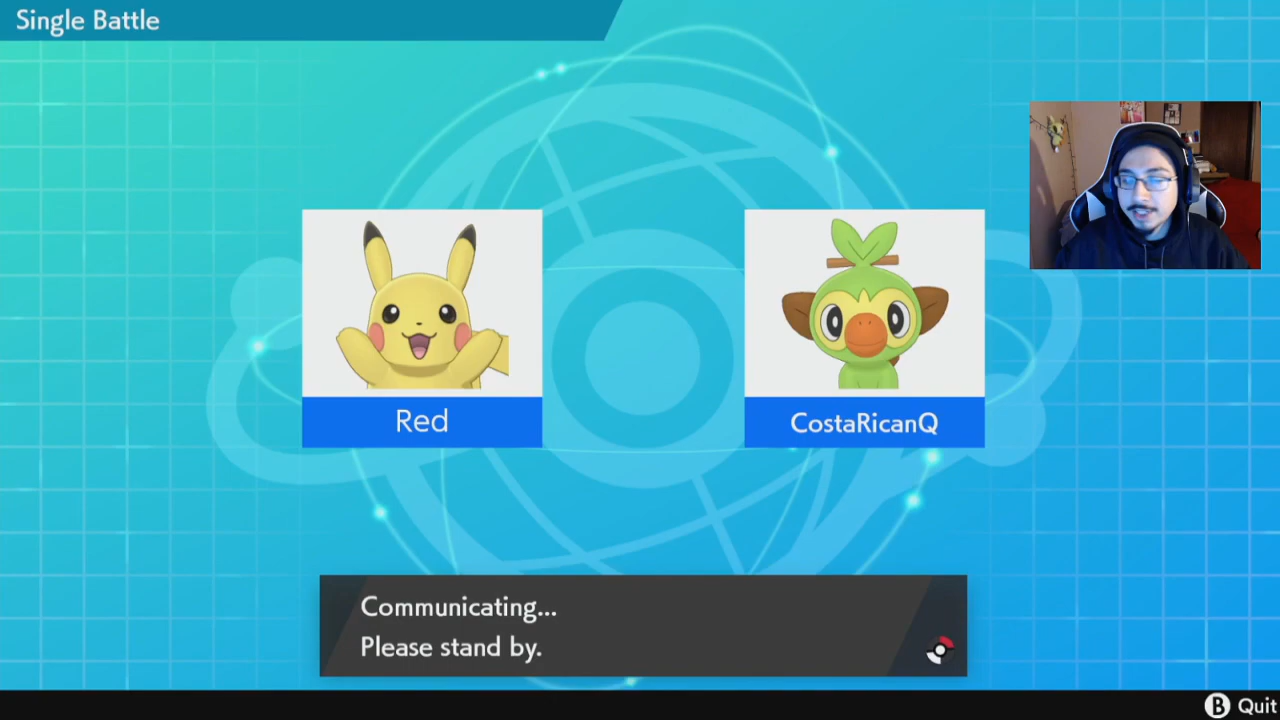 Single Battle
Red
CostaRicanQ
Communicating...
Please stand by.
B Quit